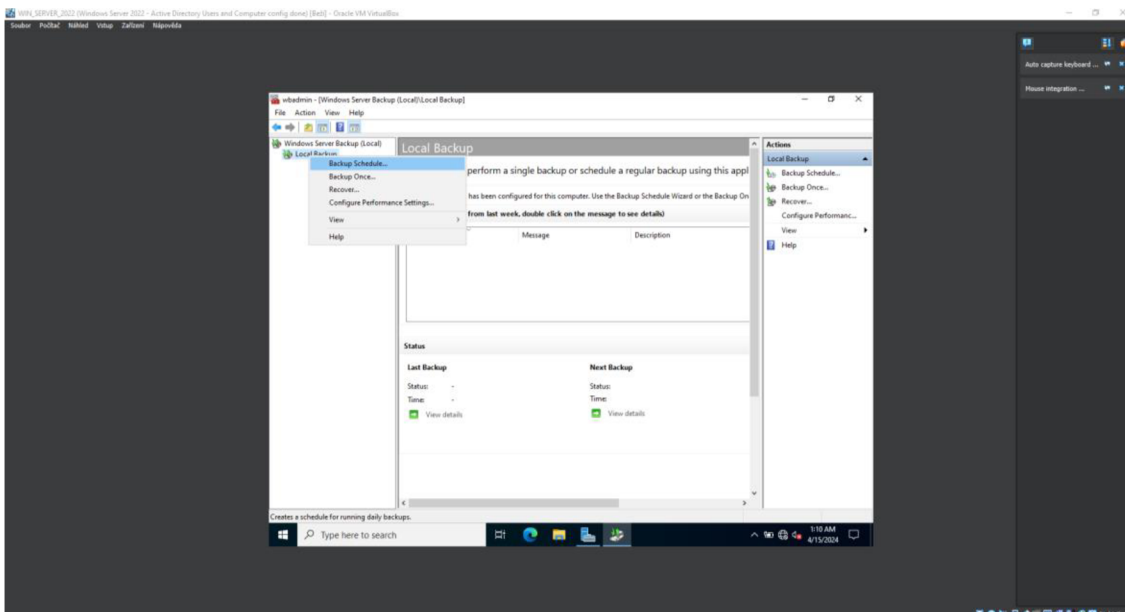 WIN_SERVER_2022 (Windows Server 2022 - Active Directory Users and Computer config done) [Běží] - Oracle VM VirtualBox
Soubor Počítač Náhled Vstup Zařízení Nápověda
Auto capture keyboard ...
Mouse integration ...
wbadmin - [Windows Server Backup (Local)\Local Backup]
File Action View Help
Windows Server Backup (Local)
Local Backup
Backup Schedule...
Backup Once...
Recover...
Configure Performance Settings...
View
Help
Local Backup
perform a single backup or schedule a regular backup using this appl
has been configured for this computer. Use the Backup Schedule Wizard or the Backup On
from last week, double click on the message to see details)
Message Description
Status
Last Backup Next Backup
Status: - Status:
Time: - Time:
View details View details
Actions
Local Backup
Backup Schedule...
Backup Once...
Recover...
Configure Performanc...
View
Help
Creates a schedule for running daily backups.
Type here to search
1:10 AM
4/15/2024